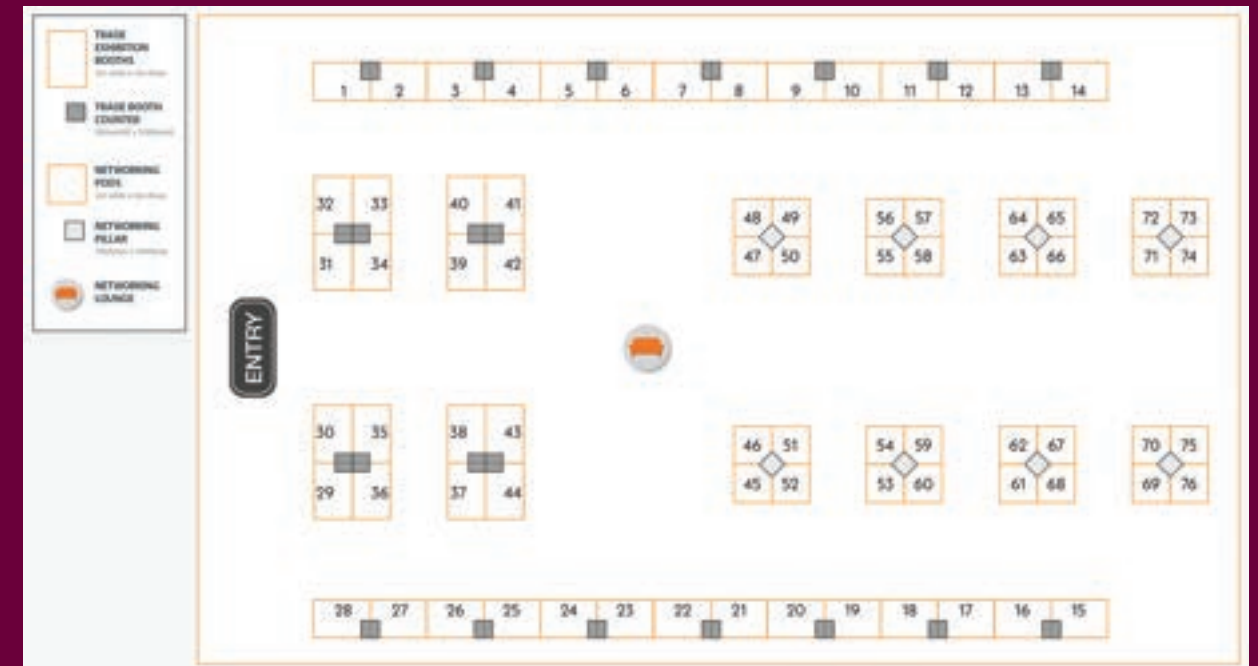 TRADE
EXHIBITION
BOOTHS
TRADE BOOTH
COUNTER
NETWORKING
PODS
NETWORKING
PILLAR
NETWORKING
LOUNGE
ENTRY
1 2 3 4 5 6 7 8 9 10 11 12 13 14
32 33 40 41
31 34 39 42
48 49 56 57 64 65 72 73
47 50 55 58 63 66 71 74
30 35 38 43
29 36 37 44
46 51 54 59 62 67 70 75
45 52 53 60 61 68 69 76
28 27 26 25 24 23 22 21 20 19 18 17 16 15